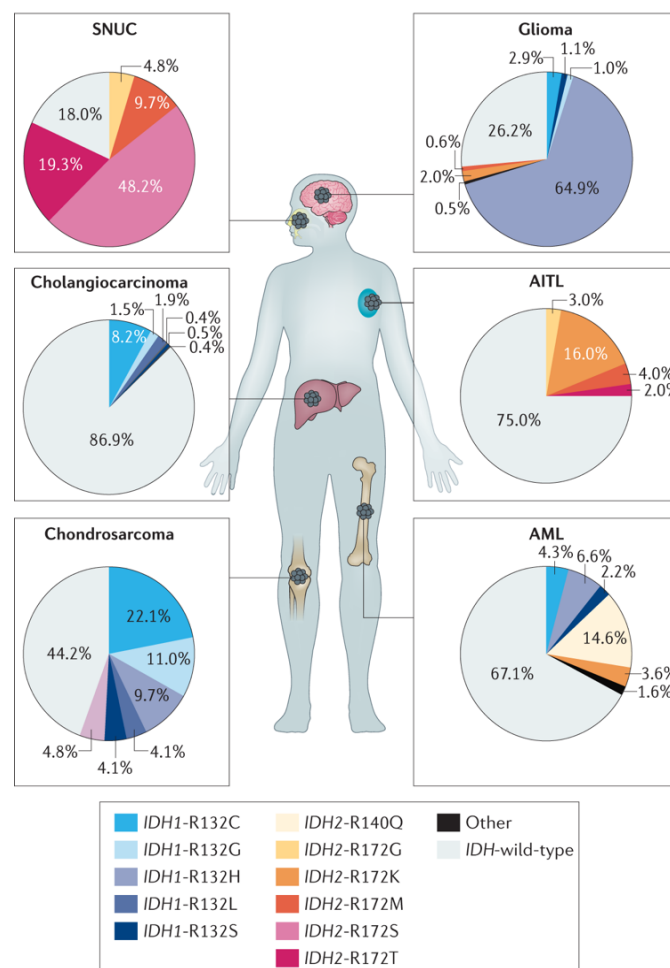 SNUC
4.8%
9.7%
48.2%
19.3%
18.0%
Glioma
2.9%
1.1%
1.0%
64.9%
0.5%
2.0%
0.6%
26.2%
Cholangiocarcinoma
1.5%
8.2%
1.9%
0.4%
0.5%
0.4%
86.9%
AITL
3.0%
16.0%
4.0%
2.0%
75.0%
Chondrosarcoma
22.1%
11.0%
9.7%
4.1%
4.1%
4.8%
44.2%
AML
4.3%
6.6%
2.2%
14.6%
3.6%
1.6%
67.1%
IDH1-R132C
IDH1-R132G
IDH1-R132H
IDH1-R132L
IDH1-R132S
IDH2-R140Q
IDH2-R172G
IDH2-R172K
IDH2-R172M
IDH2-R172S
IDH2-R172T
Other
IDH-wild-type